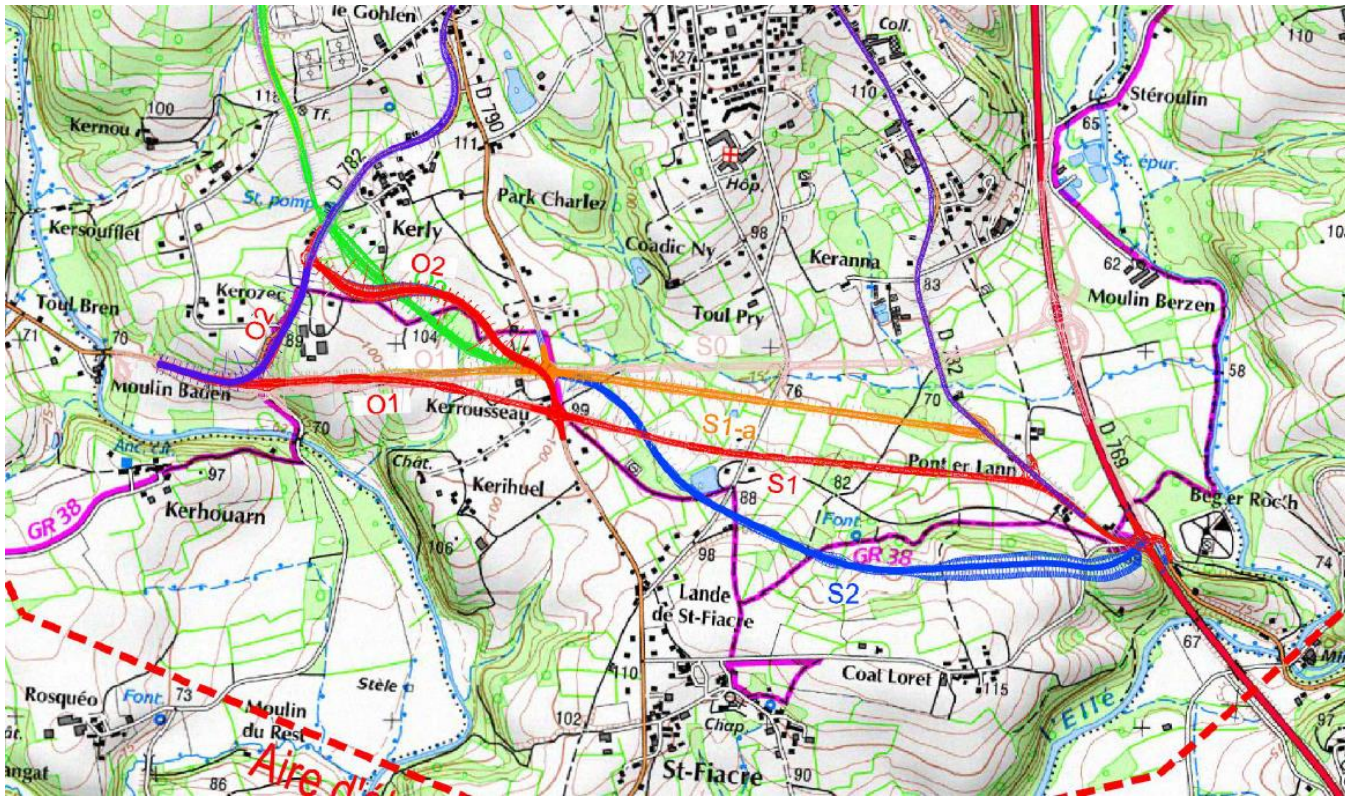 le Gohlen
Coll.
127
110
110
Stéroulin
118
Tf.
D 790
100
Kernou
111
65
St. épur.
D 782
Hôp.
St. pomp.
Park Charlez
Kersoufflet
Kerly
Coadic Ny
98
Keranna
62
O2
83
Moulin Berzen
Kerozec
Toul Bren
Toul Pry
O2
104
89
71
70
O1
S0
Moulin Baden
76
58
70
O1
Kerrousseau
99
S1-a
D 769
70
Chât.
Pont er Lann
97
Kerihuel
S1
82
88
Beg er Roc'h
GR 38
Kerhouarn
106
98
Font.
GR 38
74
S2
Lande
de St-Fiacre
67
110
Coat Loret
115
Rosquéo
Font.
73
Stèle
Moulin
du Rest
102
Chap.
l'Ellé
97
86
Aire d'é
St-Fiacre
90